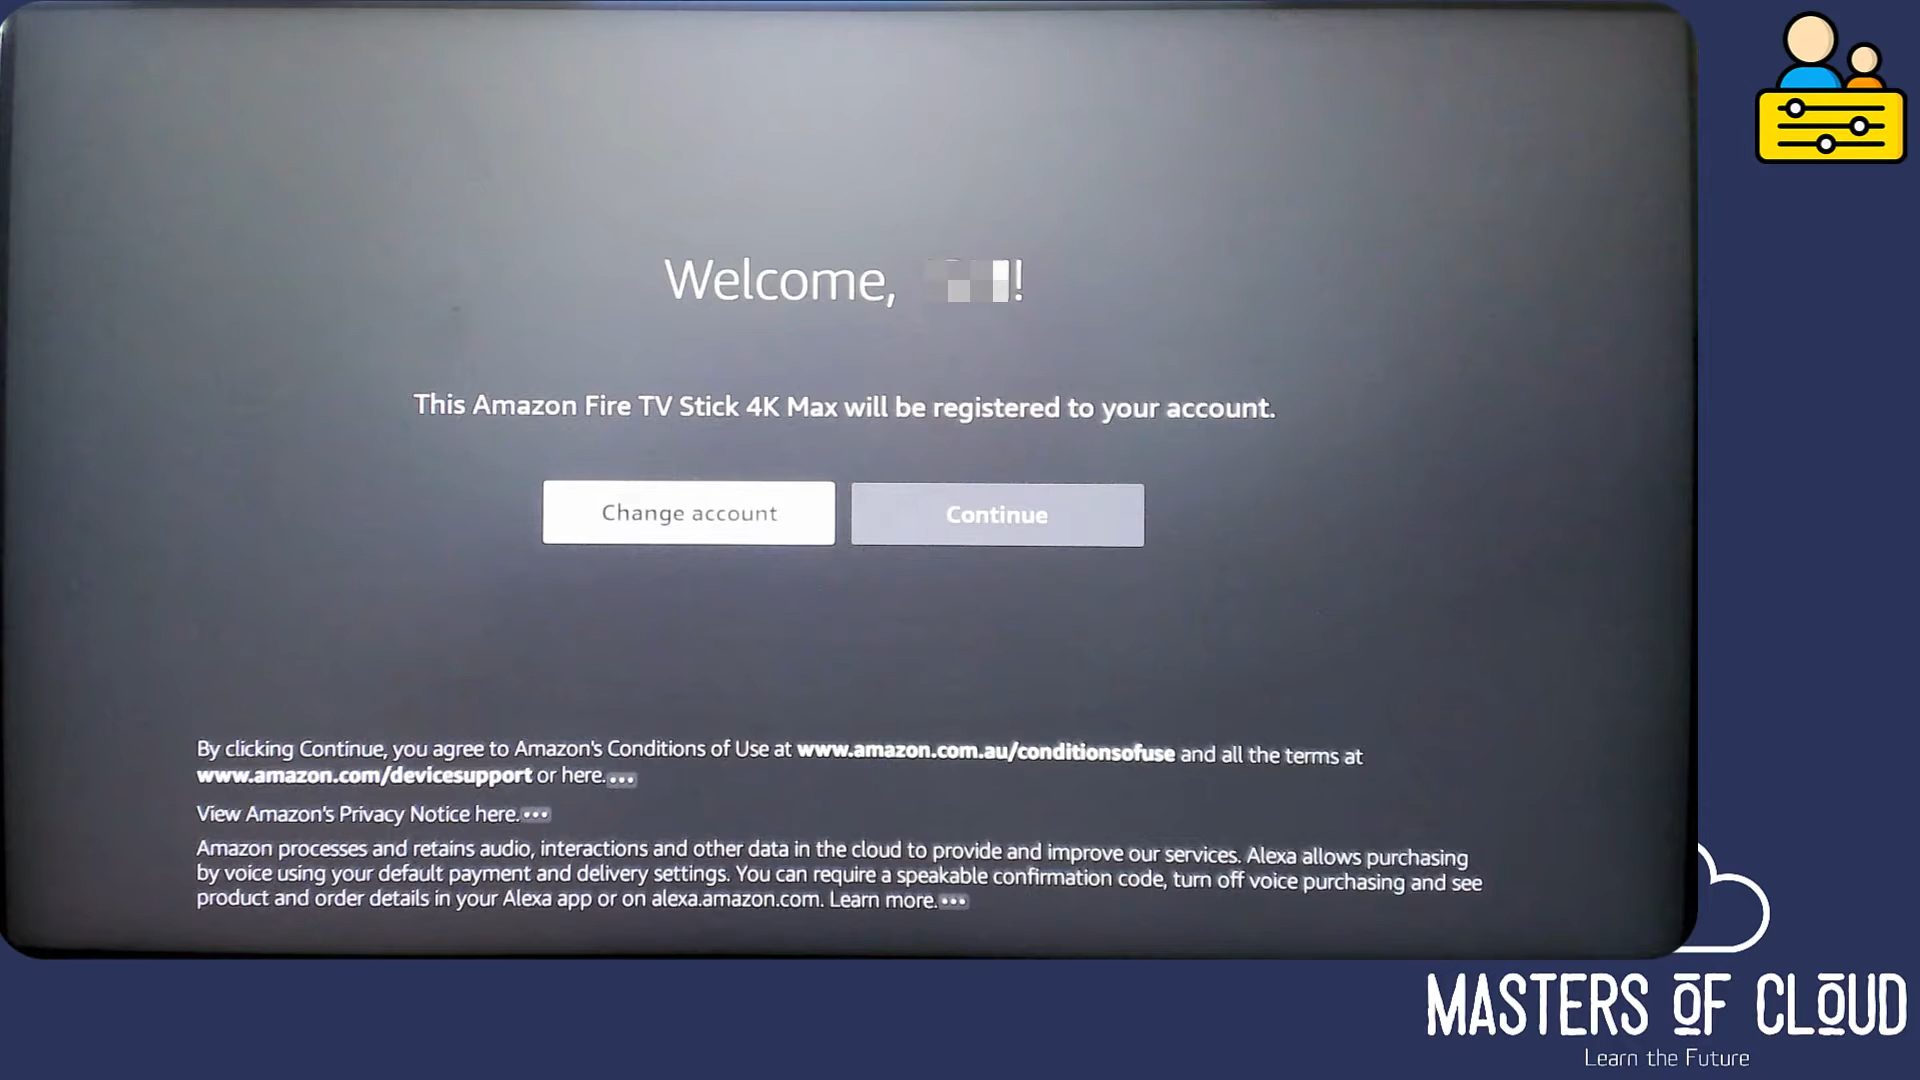 Welcome, !
This Amazon Fire TV Stick 4K Max will be registered to your account.
Change account
Continue
By clicking Continue, you agree to Amazon's Conditions of Use at www.amazon.com.au/conditionsofuse and all the terms at
www.amazon.com/devicesupport or here.
View Amazon's Privacy Notice here.
Amazon processes and retains audio, interactions and other data in the cloud to provide and improve our services. Alexa allows purchasing
by voice using your default payment and delivery settings. You can require a speakable confirmation code, turn off voice purchasing and see
product and order details in your Alexa app or on alexa.amazon.com. Learn more.
MASTERS OF CLOUD
Learn the Future